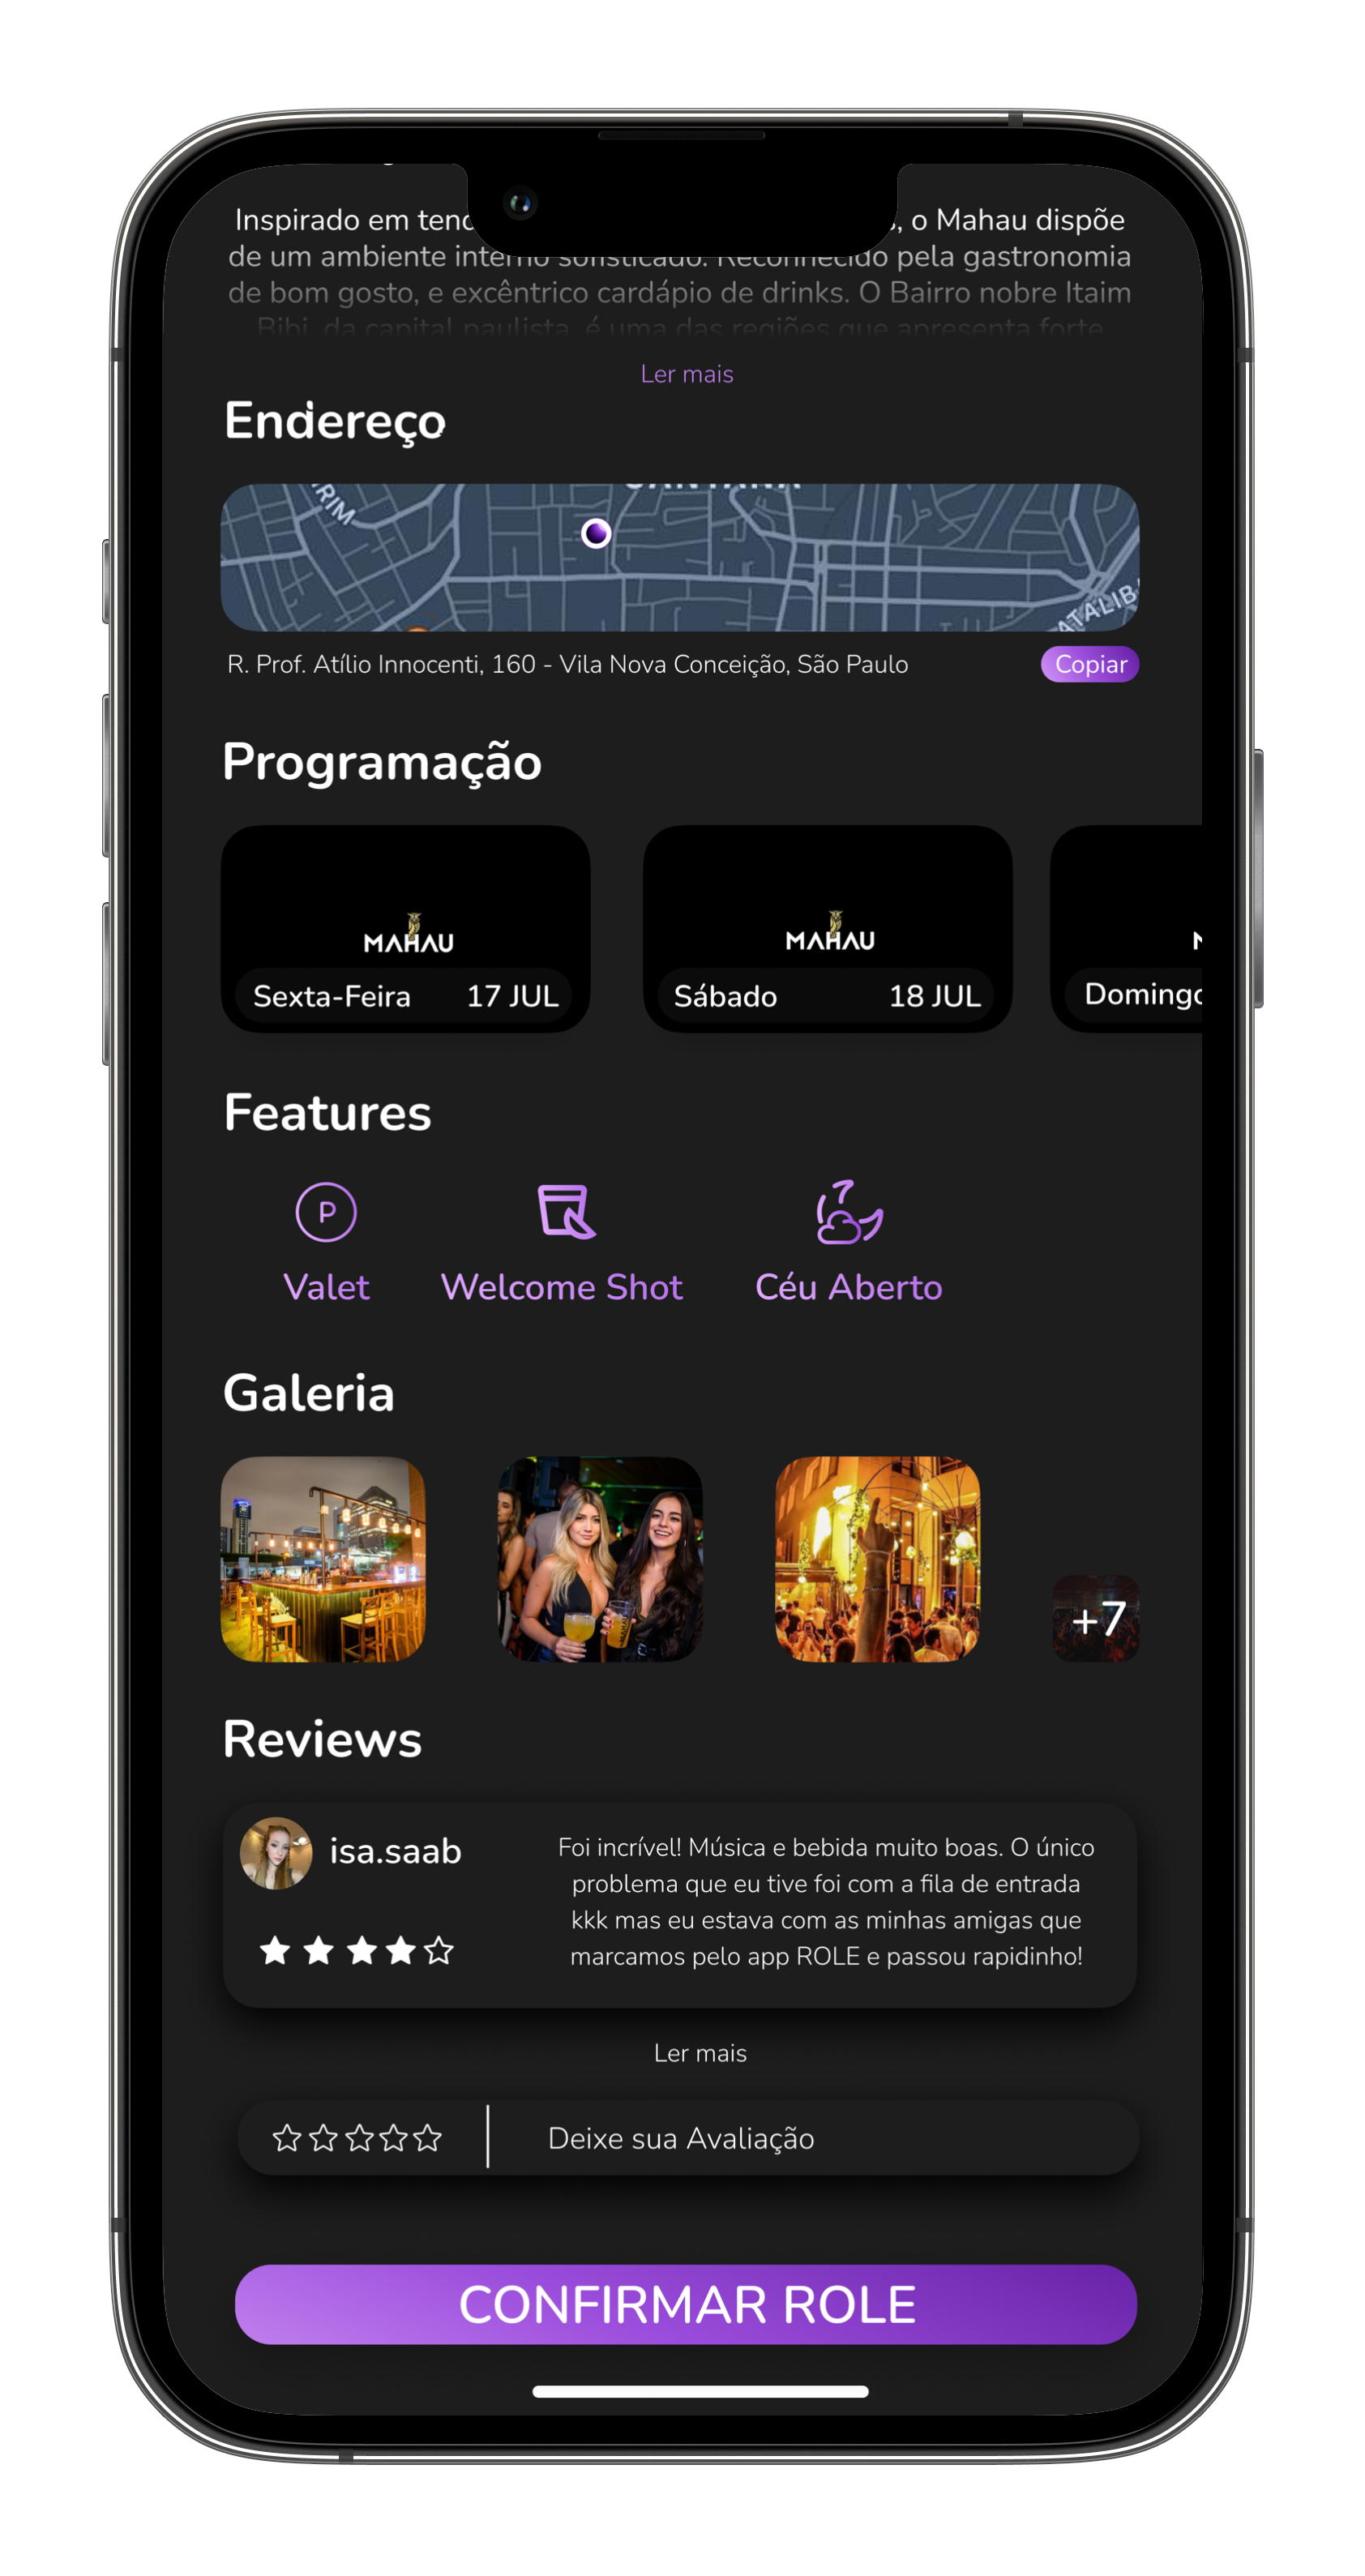 Inspirado em , o Mahau dispõe
de um ambiente interno sofisticado. Reconhecido pela gastronomia
de bom gosto, e excêntrico cardápio de drinks. O Bairro nobre Itaim
Bibi, da capital paulista, é uma das regiões que apresenta forte
Ler mais
Endereço
R. Prof. Atílio Innocenti, 160 - Vila Nova Conceição, São Paulo
Copiar
Programação
MAHAU
Sexta-Feira 17 JUL
MAHAU
Sábado 18 JUL
Domingo
Features
P
Valet
Welcome Shot
Céu Aberto
Galeria
+7
Reviews
isa.saab
Foi incrível! Música e bebida muito boas. O único
problema que eu tive foi com a fila de entrada
kkk mas eu estava com as minhas amigas que
marcamos pelo app ROLE e passou rapidinho!
Ler mais
Deixe sua Avaliação
CONFIRMAR ROLE